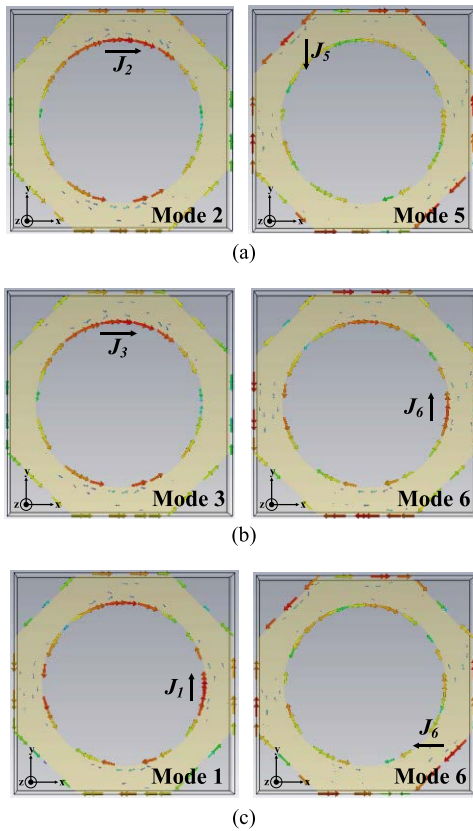 J2
y
z x
Mode 2
J5
y
z x
Mode 5
(a)
J3
y
z x
Mode 3
J6
y
z x
Mode 6
(b)
J1
y
z x
Mode 1
J6
y
z x
Mode 6
(c)